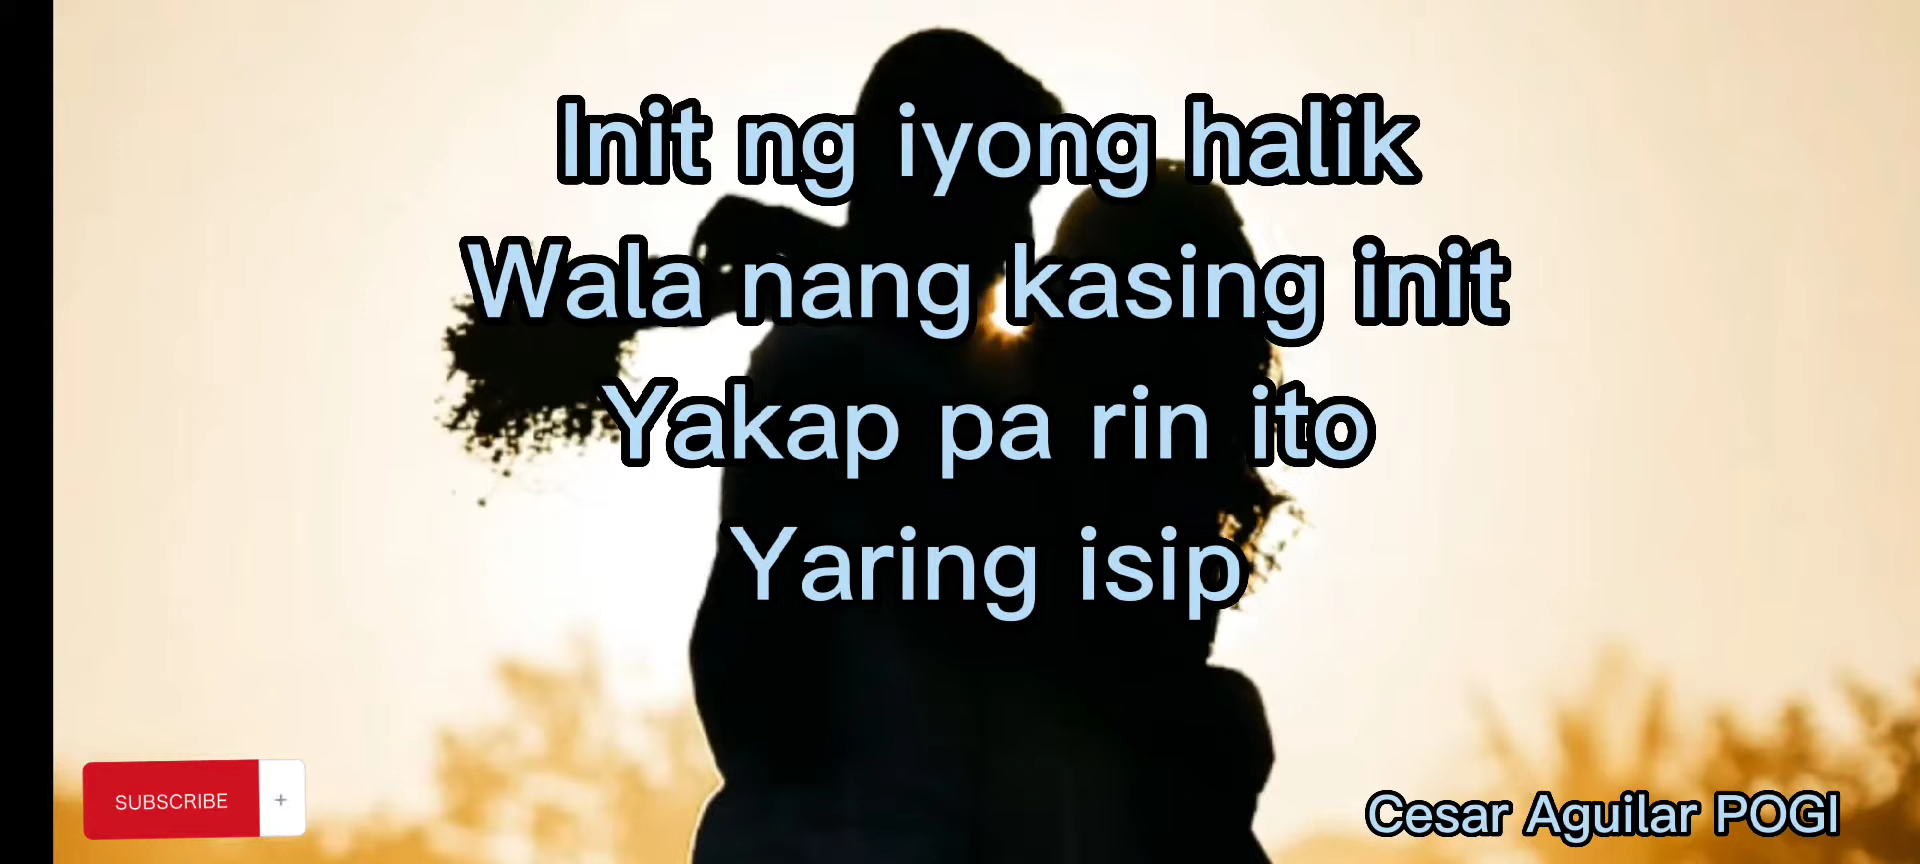 Init ng iyong halik
Wala nang kasing init
Yakap pa rin ito
Yaring isip
SUBSCRIBE +
Cesar Aguilar POGI